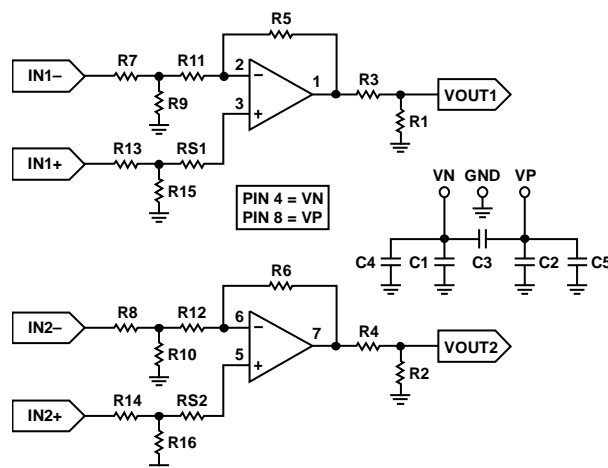 R5
IN1–
R7
R11
2
–
1
R3
VOUT1
R9
3
+
R1
IN1+
R13
RS1
R15
PIN 4 = VN
PIN 8 = VP
VN
GND
VP
C4
C1
C3
C2
C5
R6
IN2–
R8
R12
6
–
7
R4
VOUT2
R10
5
+
R2
IN2+
R14
RS2
R16